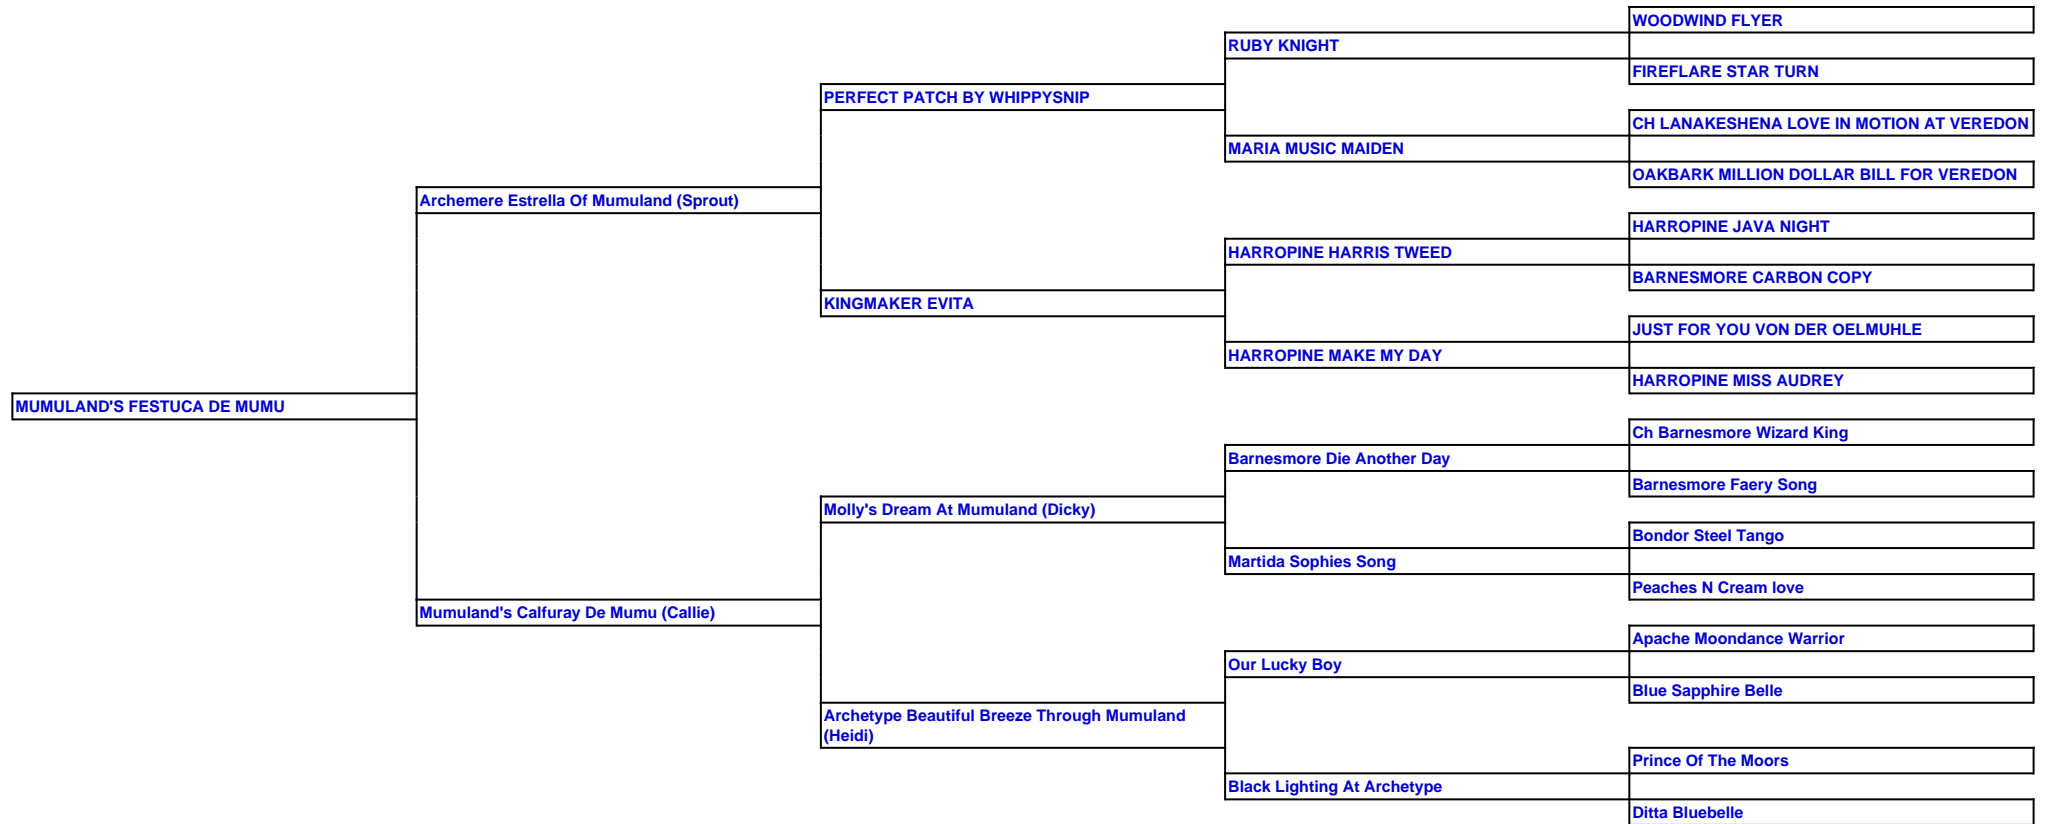 WOODWIND FLYER
RUBY KNIGHT
FIREFLARE STAR TURN
PERFECT PATCH BY WHIPPYSNIP
CH LANAKESHENA LOVE IN MOTION AT VEREDON
MARIA MUSIC MAIDEN
OAKBARK MILLION DOLLAR BILL FOR VEREDON
Archemere Estrella Of Mumuland (Sprout)
HARROPINE JAVA NIGHT
HARROPINE HARRIS TWEED
BARNESMORE CARBON COPY
KINGMAKER EVITA
JUST FOR YOU VON DER OELMUHLE
HARROPINE MAKE MY DAY
HARROPINE MISS AUDREY
MUMULAND'S FESTUCA DE MUMU
Ch Barnesmore Wizard King
Barnesmore Die Another Day
Barnesmore Faery Song
Molly's Dream At Mumuland (Dicky)
Bondor Steel Tango
Martida Sophies Song
Peaches N Cream love
Mumuland's Calfuray De Mumu (Callie)
Apache Moondance Warrior
Our Lucky Boy
Blue Sapphire Belle
Archetype Beautiful Breeze Through Mumuland
(Heidi)
Prince Of The Moors
Black Lighting At Archetype
Ditta Bluebelle